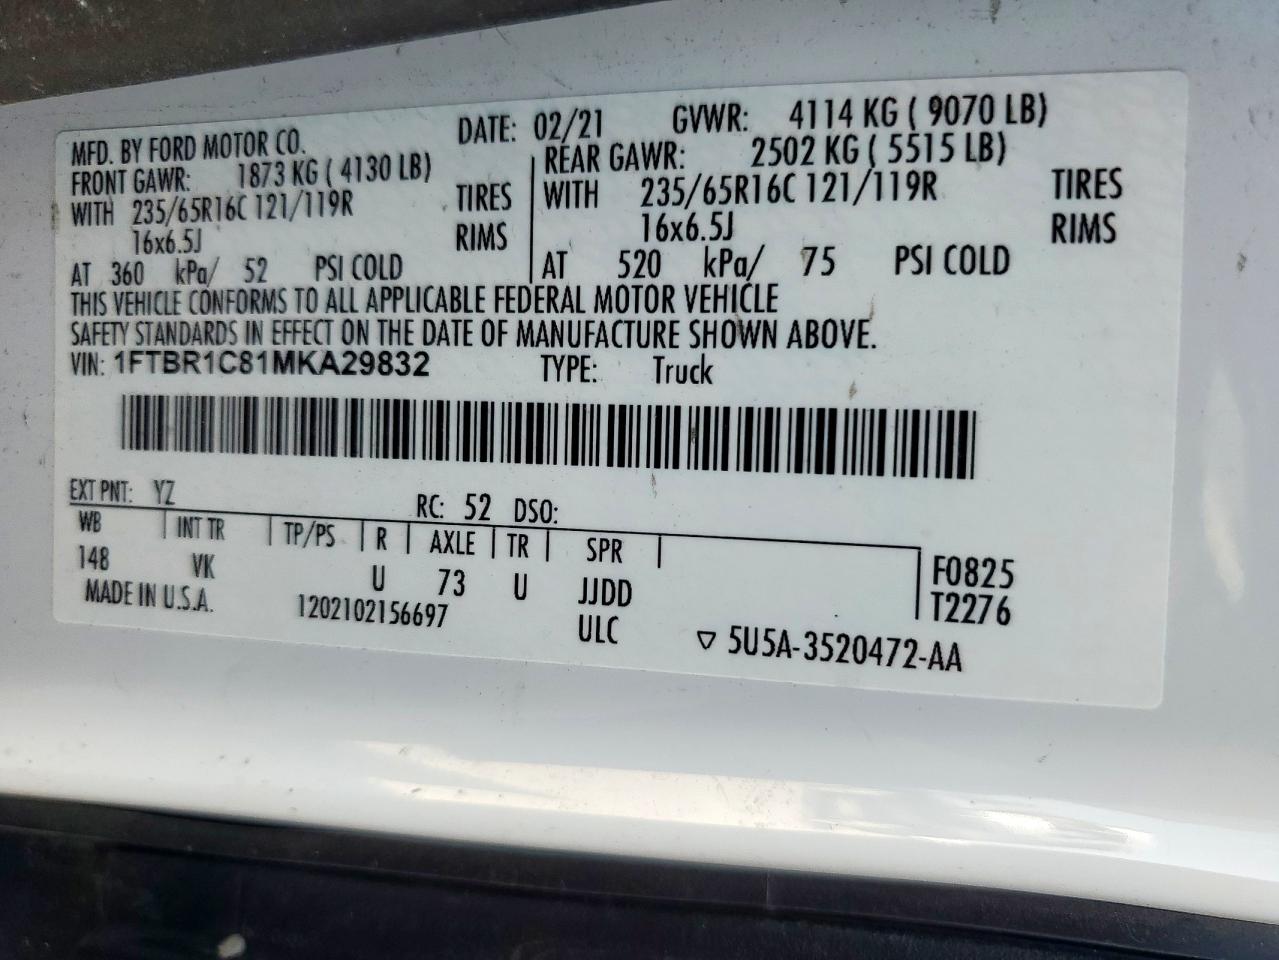 MFD. BY FORD MOTOR CO. DATE: 02/21 GVWR: 4114 KG ( 9070 LB)
FRONT GAWR: 1873 KG ( 4130 LB) REAR GAWR: 2502 KG ( 5515 LB)
WITH 235/65R16C 121/119R TIRES WITH 235/65R16C 121/119R TIRES
16x6.5J RIMS 16x6.5J RIMS
AT 360 kPa/ 52 PSI COLD AT 520 kPa/ 75 PSI COLD
THIS VEHICLE CONFORMS TO ALL APPLICABLE FEDERAL MOTOR VEHICLE
SAFETY STANDARDS IN EFFECT ON THE DATE OF MANUFACTURE SHOWN ABOVE.
VIN: 1FTBR1C81MKA29832 TYPE: Truck
EXT PNT: YZ RC: 52 DSO:
WB INT TR TP/PS R AXLE TR SPR
148 VK U 73 U JJDD F0825
MADE IN U.S.A. 1202102156697 ULC T2276
▽ 5U5A-3520472-AA